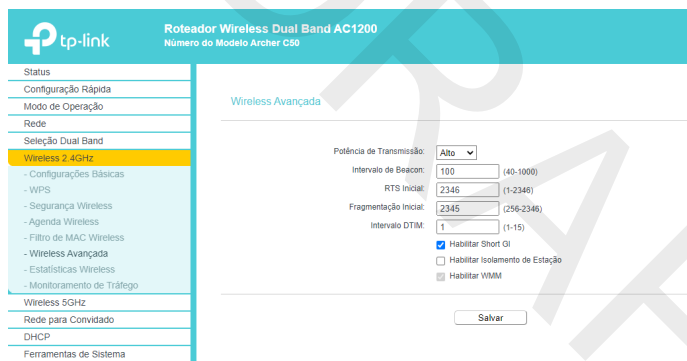 tp-link
Roteador Wireless Dual Band AC1200
Número do Modelo Archer C50
Status
Configuração Rápida
Modo de Operação
Rede
Seleção Dual Band
Wireless 2.4GHz
- Configurações Básicas
- WPS
- Segurança Wireless
- Agenda Wireless
- Filtro de MAC Wireless
- Wireless Avançada
- Estatísticas Wireless
- Monitoramento de Tráfego
Wireless 5GHz
Rede para Convidado
DHCP
Ferramentas de Sistema
Wireless Avançada
Potência de Transmissão: Alto
Intervalo de Beacon: 100 (40-1000)
RTS Inicial: 2346 (1-2346)
Fragmentação Inicial: 2345 (256-2346)
Intervalo DTIM: 1 (1-15)
Habilitar Short GI
Habilitar Isolamento de Estação
Habilitar WMM
Salvar